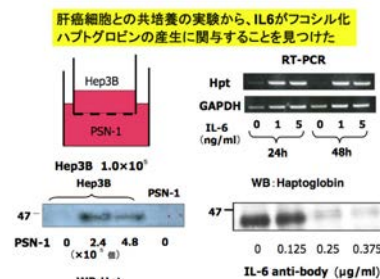 肝癌細胞との共培養の実験から、IL6がフコシル化
ハプトグロビンの産生に関与することを見つけた
Hep3B
PSN-1
Hep3B 1.0×10⁵
RT-PCR
Hpt
GAPDH
IL-6 0 1 5 0 1 5
(ng/ml) 24h 48h
Hep3B PSN-1
47
PSN-1 0 2.4 4.8 0
(×10⁵ 個)
WB:Haptoglobin
47
0 0.125 0.25 0.375
IL-6 anti-body (μg/ml)